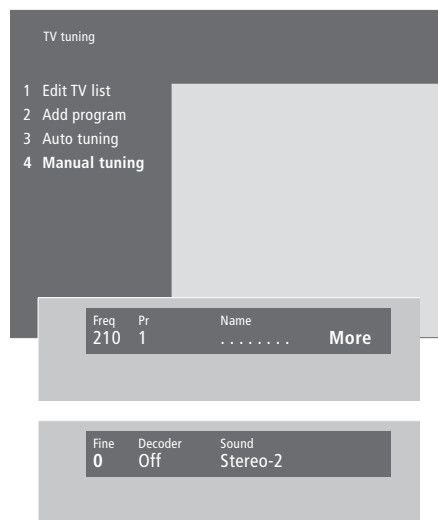 TV tuning
1 Edit TV list
2 Add program
3 Auto tuning
4 Manual tuning
Freq Pr Name
210 1 . . . . . . . . More
Fine Decoder Sound
0 Off Stereo-2